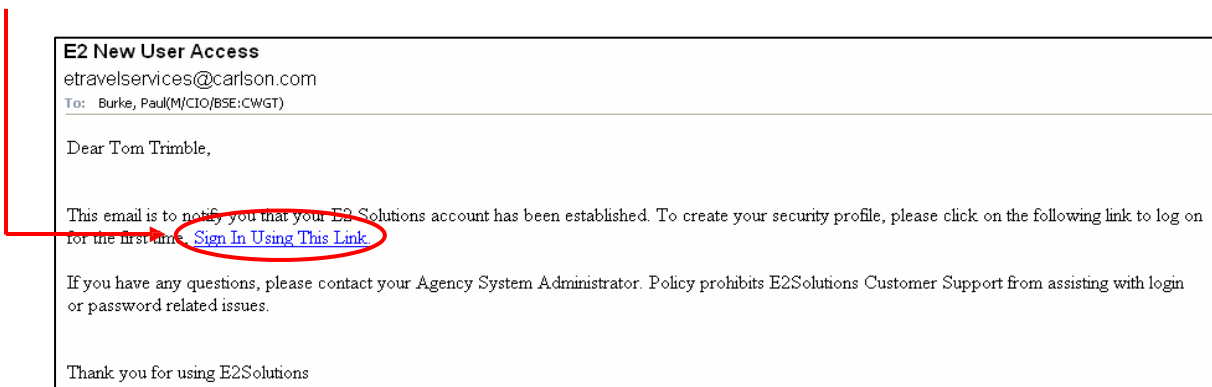 E2 New User Access
etravelservices@carlson.com
To: Burke, Paul(M/CIO/BSE:CWGT)
Dear Tom Trimble,
This email is to notify you that your E2 Solutions account has been established. To create your security profile, please click on the following link to log on
for the first time, Sign In Using This Link.
If you have any questions, please contact your Agency System Administrator. Policy prohibits E2Solutions Customer Support from assisting with login
or password related issues.
Thank you for using E2Solutions